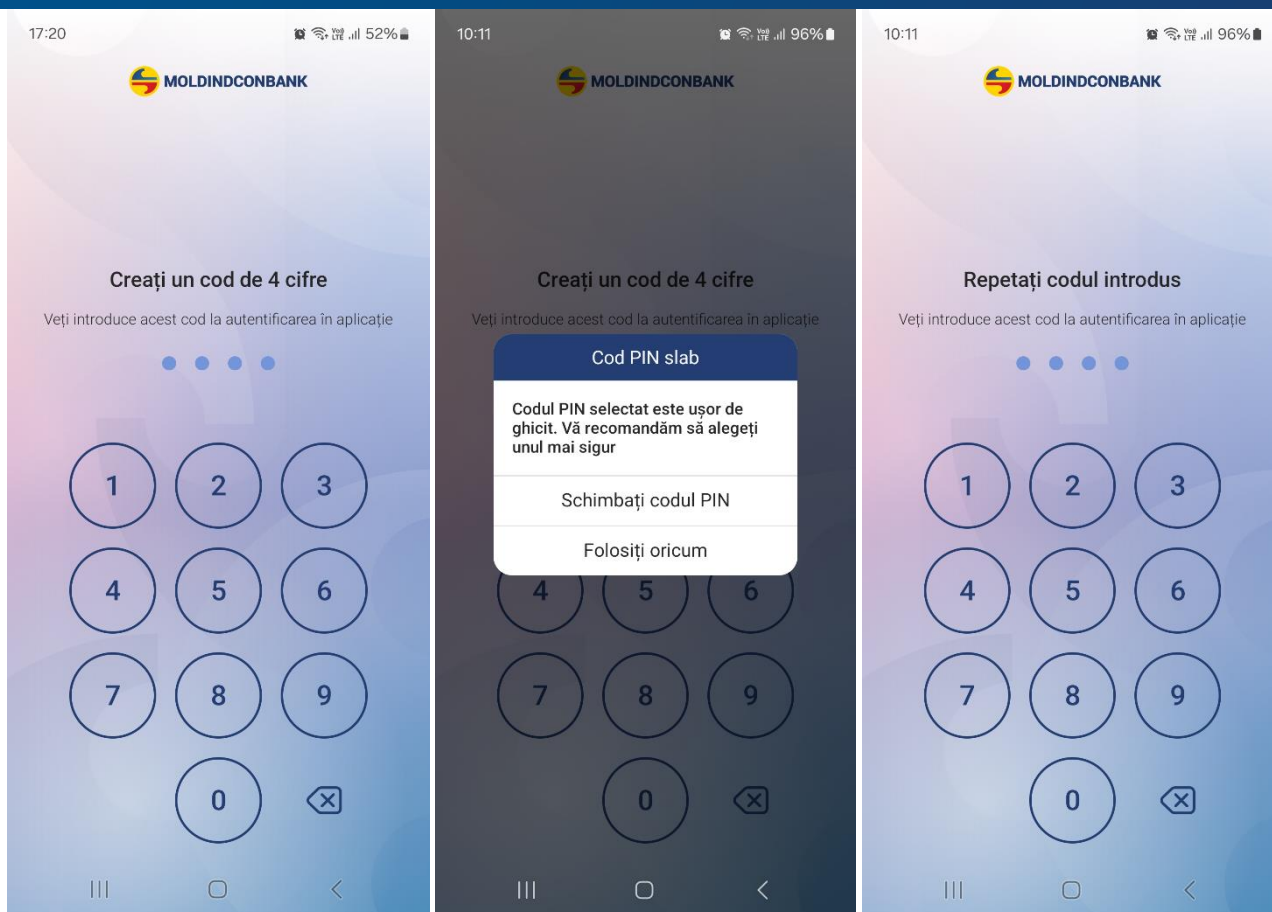 17:20 52%
MOLDINDCONBANK
Creați un cod de 4 cifre
Veți introduce acest cod la autentificarea în aplicație
1 2 3
4 5 6
7 8 9
0
10:11 96%
MOLDINDCONBANK
Creați un cod de 4 cifre
Veți introduce acest cod la autentificarea în aplicație
Cod PIN slab
Codul PIN selectat este ușor de
ghicit. Vă recomandăm să alegeți
unul mai sigur
Schimbați codul PIN
Folosiți oricum
4 5 6
7 8 9
0
10:11 96%
MOLDINDCONBANK
Repetați codul introdus
Veți introduce acest cod la autentificarea în aplicație
1 2 3
4 5 6
7 8 9
0